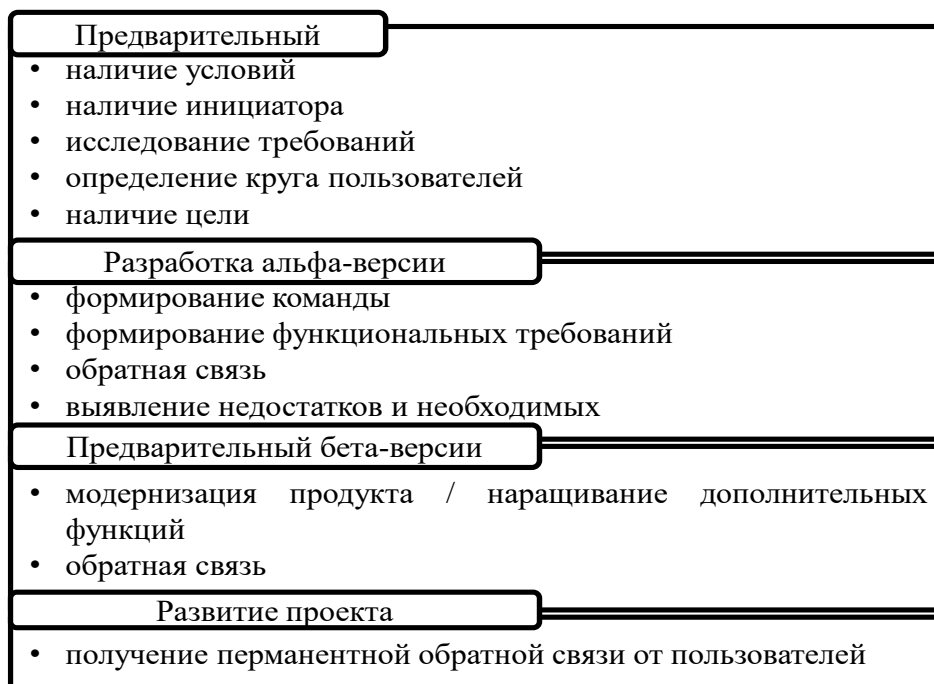 Предварительный
• наличие условий
• наличие инициатора
• исследование требований
• определение круга пользователей
• наличие цели
Разработка альфа-версии
• формирование команды
• формирование функциональных требований
• обратная связь
• выявление недостатков и необходимых
Предварительный бета-версии
• модернизация продукта / наращивание дополнительных
функций
• обратная связь
Развитие проекта
• получение перманентной обратной связи от пользователей